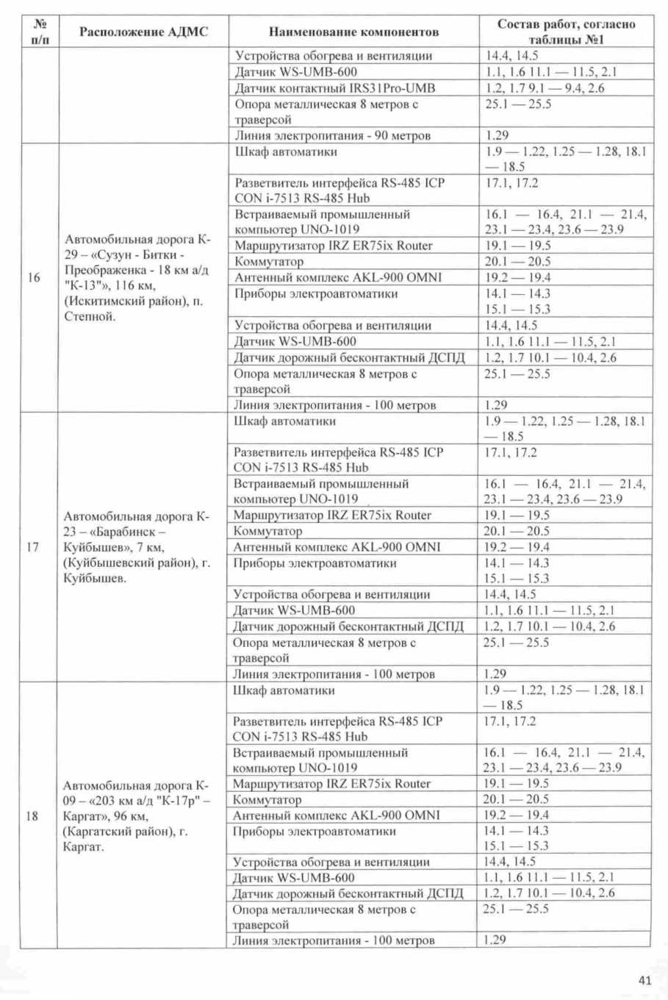 №
п/п
Расположение АДМС
Наименование компонентов
Состав работ, согласно
таблицы №1
Устройства обогрева и вентиляции
14.4, 14.5
Датчик WS-UMB-600
1.1, 1.6 11.1 — 11.5, 2.1
Датчик контактный IRS31Pro-UMB
1.2, 1.7 9.1 — 9.4, 2.6
Опора металлическая 8 метров с
траверсой
25.1 — 25.5
Линия электропитания - 90 метров
1.29
16
Автомобильная дорога К-
29 – «Сузун - Битки -
Преображенка - 18 км а/д
"К-13"», 116 км,
(Искитимский район), п.
Степной.
Шкаф автоматики
1.9 — 1.22, 1.25 — 1.28, 18.1
— 18.5
Разветвитель интерфейса RS-485 ICP
CON i-7513 RS-485 Hub
17.1, 17.2
Встраиваемый промышленный
компьютер UNO-1019
16.1 — 16.4, 21.1 — 21.4,
23.1 — 23.4, 23.6 — 23.9
Маршрутизатор IRZ ER75ix Router
19.1 — 19.5
Коммутатор
20.1 — 20.5
Антенный комплекс AKL-900 OMNI
19.2 — 19.4
Приборы электроавтоматики
14.1 — 14.3
15.1 — 15.3
Устройства обогрева и вентиляции
14.4, 14.5
Датчик WS-UMB-600
1.1, 1.6 11.1 — 11.5, 2.1
Датчик дорожный бесконтактный ДСПД
1.2, 1.7 10.1 — 10.4, 2.6
Опора металлическая 8 метров с
траверсой
25.1 — 25.5
Линия электропитания - 100 метров
1.29
17
Автомобильная дорога К-
23 – «Барабинск –
Куйбышев», 7 км,
(Куйбышевский район), г.
Куйбышев.
Шкаф автоматики
1.9 — 1.22, 1.25 — 1.28, 18.1
— 18.5
Разветвитель интерфейса RS-485 ICP
CON i-7513 RS-485 Hub
17.1, 17.2
Встраиваемый промышленный
компьютер UNO-1019
16.1 — 16.4, 21.1 — 21.4,
23.1 — 23.4, 23.6 — 23.9
Маршрутизатор IRZ ER75ix Router
19.1 — 19.5
Коммутатор
20.1 — 20.5
Антенный комплекс AKL-900 OMNI
19.2 — 19.4
Приборы электроавтоматики
14.1 — 14.3
15.1 — 15.3
Устройства обогрева и вентиляции
14.4, 14.5
Датчик WS-UMB-600
1.1, 1.6 11.1 — 11.5, 2.1
Датчик дорожный бесконтактный ДСПД
1.2, 1.7 10.1 — 10.4, 2.6
Опора металлическая 8 метров с
траверсой
25.1 — 25.5
Линия электропитания - 100 метров
1.29
18
Автомобильная дорога К-
09 – «203 км а/д "К-17р" –
Каргат», 96 км,
(Каргатский район), г.
Каргат.
Шкаф автоматики
1.9 — 1.22, 1.25 — 1.28, 18.1
— 18.5
Разветвитель интерфейса RS-485 ICP
CON i-7513 RS-485 Hub
17.1, 17.2
Встраиваемый промышленный
компьютер UNO-1019
16.1 — 16.4, 21.1 — 21.4,
23.1 — 23.4, 23.6 — 23.9
Маршрутизатор IRZ ER75ix Router
19.1 — 19.5
Коммутатор
20.1 — 20.5
Антенный комплекс AKL-900 OMNI
19.2 — 19.4
Приборы электроавтоматики
14.1 — 14.3
15.1 — 15.3
Устройства обогрева и вентиляции
14.4, 14.5
Датчик WS-UMB-600
1.1, 1.6 11.1 — 11.5, 2.1
Датчик дорожный бесконтактный ДСПД
1.2, 1.7 10.1 — 10.4, 2.6
Опора металлическая 8 метров с
траверсой
25.1 — 25.5
Линия электропитания - 100 метров
1.29
41